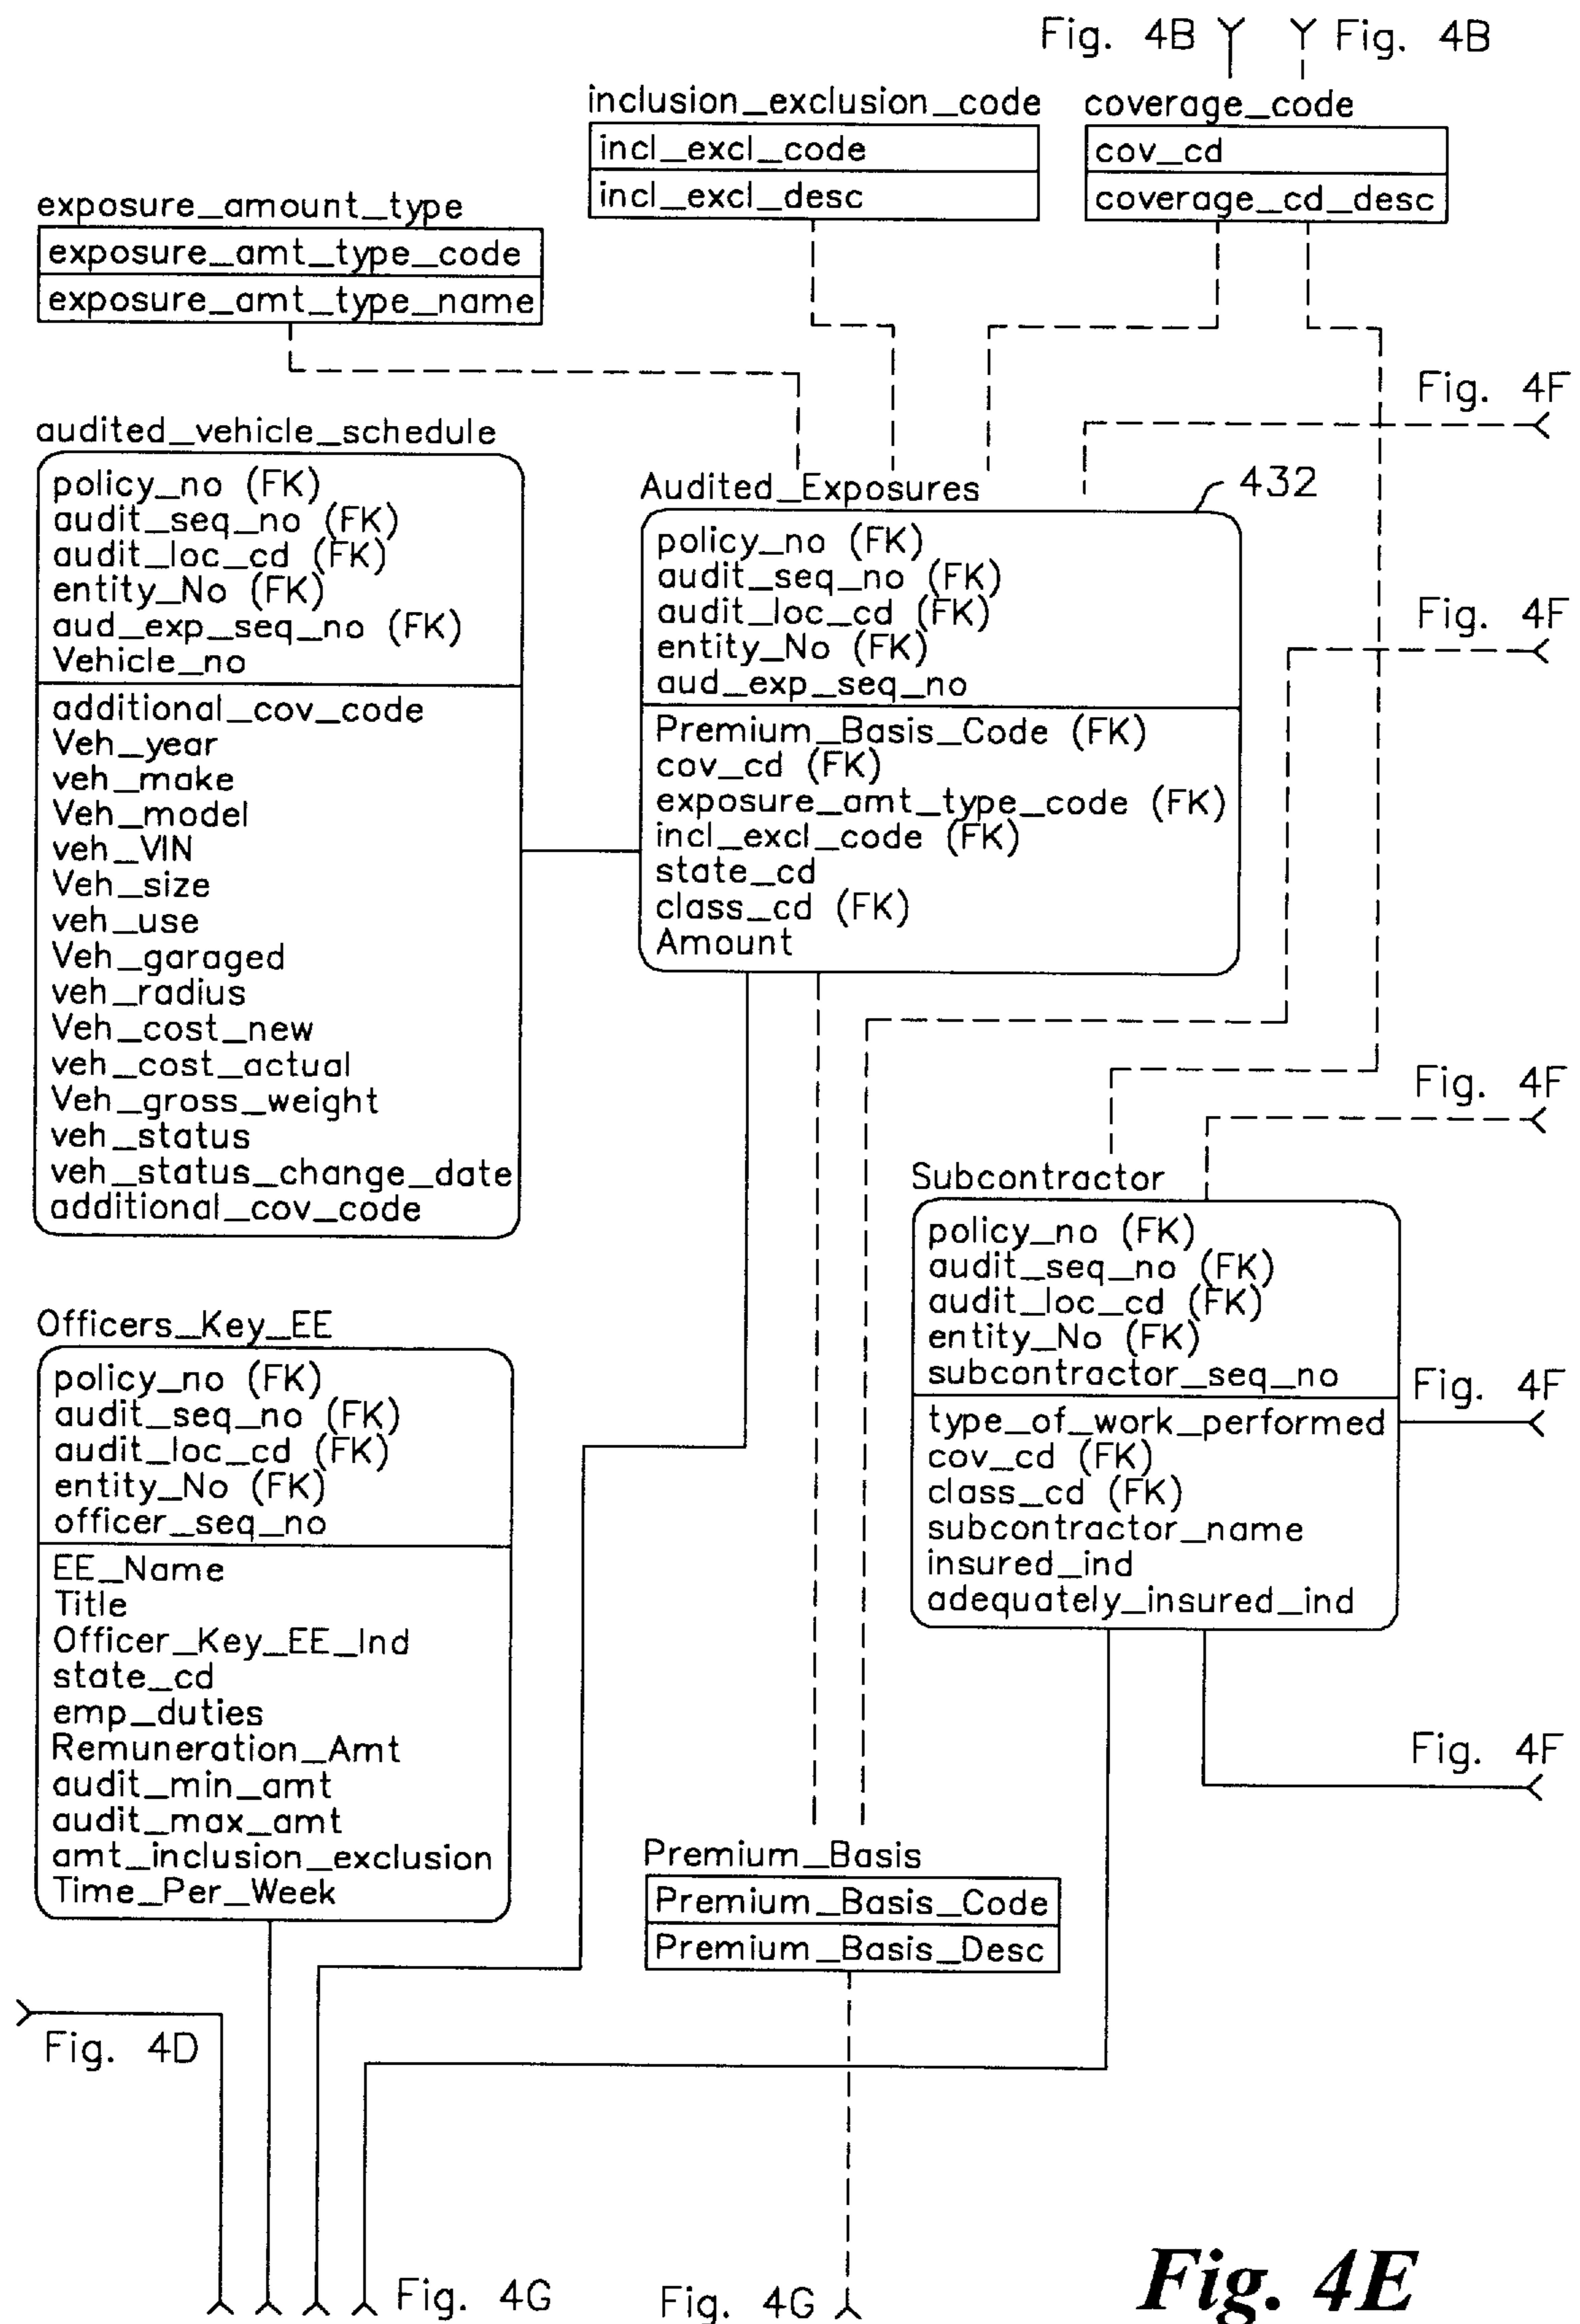 Fig. 4B
Fig. 4B
inclusion_exclusion_code
incl_excl_code
incl_excl_desc
coverage_code
cov_cd
coverage_cd_desc
exposure_amount_type
exposure_amt_type_code
exposure_amt_type_name
Fig. 4F
audited_vehicle_schedule
policy_no (FK)
audit_seq_no (FK)
audit_loc_cd (FK)
entity_No (FK)
aud_exp_seq_no (FK)
Vehicle_no
additional_cov_code
Veh_year
veh_make
Veh_model
veh_VIN
Veh_size
veh_use
Veh_garaged
veh_radius
Veh_cost_new
veh_cost_actual
Veh_gross_weight
veh_status
veh_status_change_date
additional_cov_code
Audited_Exposures
432
policy_no (FK)
audit_seq_no (FK)
audit_loc_cd (FK)
entity_No (FK)
aud_exp_seq_no
Premium_Basis_Code (FK)
cov_cd (FK)
exposure_amt_type_code (FK)
incl_excl_code (FK)
state_cd
class_cd (FK)
Amount
Fig. 4F
Fig. 4F
Subcontractor
policy_no (FK)
audit_seq_no (FK)
audit_loc_cd (FK)
entity_No (FK)
subcontractor_seq_no
type_of_work_performed
cov_cd (FK)
class_cd (FK)
subcontractor_name
insured_ind
adequately_insured_ind
Fig. 4F
Fig. 4F
Officers_Key_EE
policy_no (FK)
audit_seq_no (FK)
audit_loc_cd (FK)
entity_No (FK)
officer_seq_no
EE_Name
Title
Officer_Key_EE_Ind
state_cd
emp_duties
Remuneration_Amt
audit_min_amt
audit_max_amt
amt_inclusion_exclusion
Time_Per_Week
Premium_Basis
Premium_Basis_Code
Premium_Basis_Desc
Fig. 4D
Fig. 4G
Fig. 4G
Fig. 4E